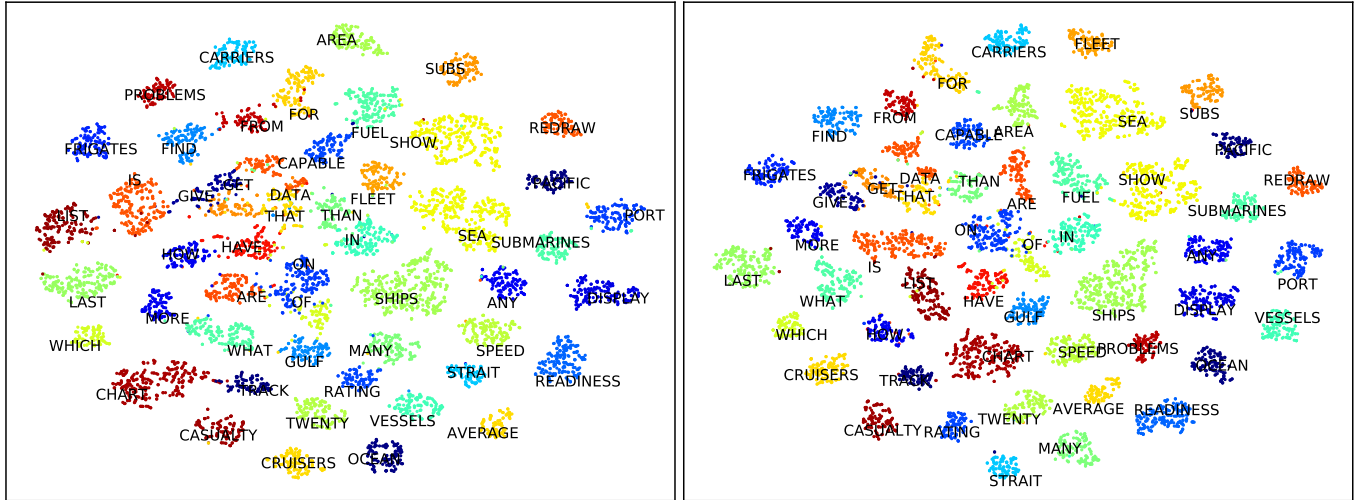 AREA
CARRIERS
SUBS
PROBLEMS
FOR
FROM
FUEL
REDRAW
FRIGATES
FIND
SHOW
CAPABLE
IS
GET
PACIFIC
GIVE
DATA
FLEET
LIST
THAT
THAN
PORT
IN
SEA
SUBMARINES
HOW
HAVE
ON
LAST
ARE
OF
SHIPS
ANY
DISPLAY
MORE
WHICH
WHAT
GULF
MANY
SPEED
STRAIT
READINESS
CHART
TRACK
RATING
TWENTY
VESSELS
CASUALTY
AVERAGE
CRUISERS
OCEAN
CARRIERS
FLEET
FOR
SUBS
FROM
SEA
FIND
CAPABLE
AREA
PACIFIC
FRIGATES
DATA
THAN
SHOW
REDRAW
GET
THAT
FUEL
GIVE
ARE
SUBMARINES
MORE
ON
OF
IN
ANY
IS
LAST
LIST
PORT
WHAT
HAVE
DISPLAY
GULF
SHIPS
VESSELS
WHICH
HOW
CHART
SPEED
PROBLEMS
OCEAN
CRUISERS
TRACK
AVERAGE
READINESS
TWENTY
CASUALTY
RATING
MANY
STRAIT